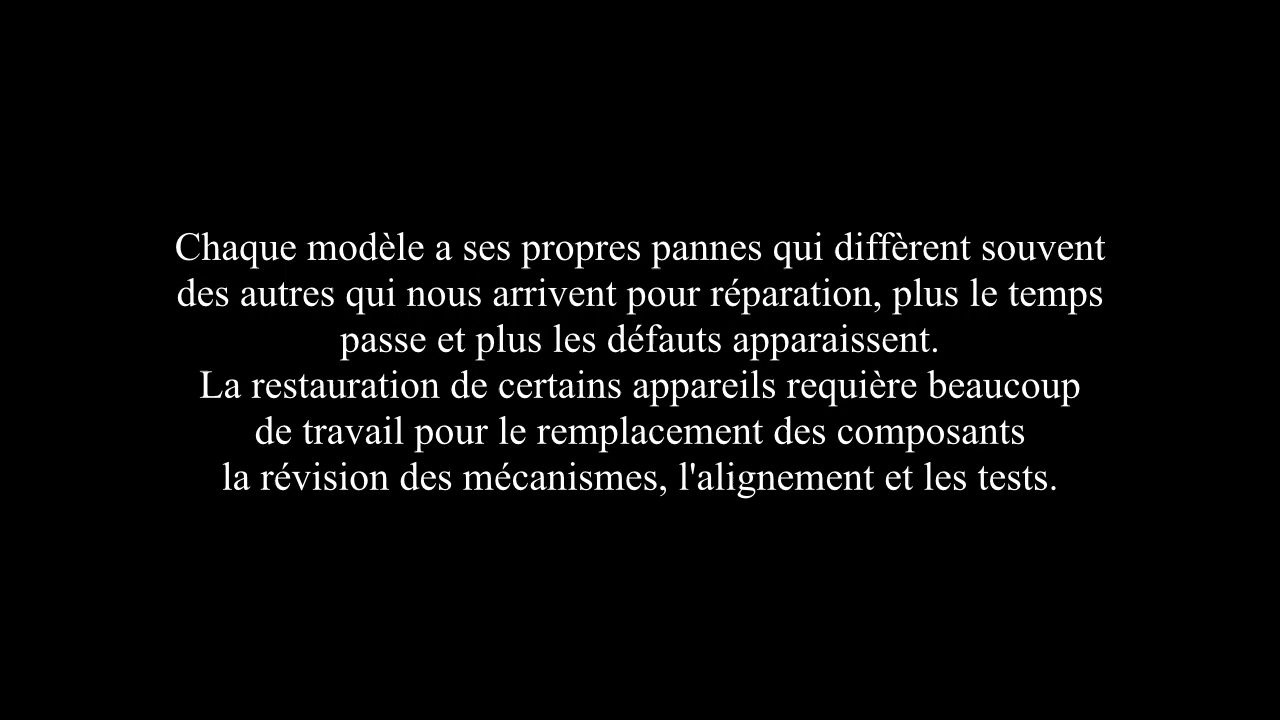 Chaque modèle a ses propres pannes qui diffèrent souvent
des autres qui nous arrivent pour réparation, plus le temps
passe et plus les défauts apparaissent.
La restauration de certains appareils requière beaucoup
de travail pour le remplacement des composants
la révision des mécanismes, l'alignement et les tests.